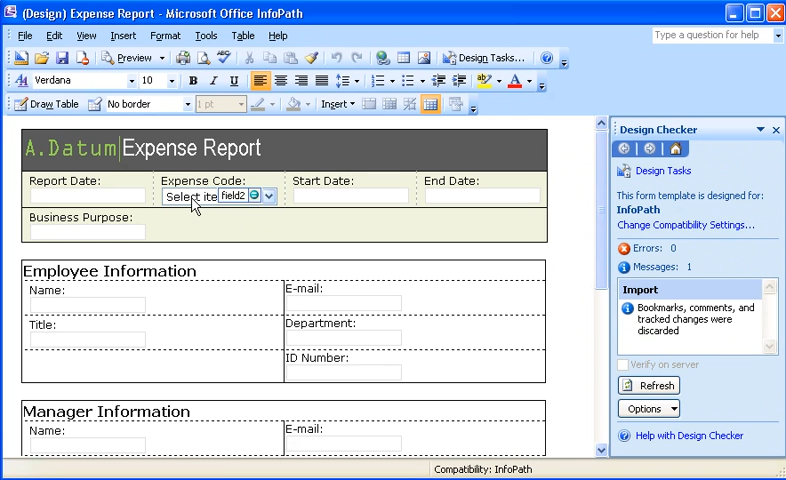 (Design) Expense Report - Microsoft Office InfoPath
File Edit View Insert Format Tools Table Help
Type a question for help
Preview
Design Tasks...
Verdana 10 B I U A
Draw Table No border 1 pt Insert
A.Datum Expense Report
Report Date: Expense Code: Start Date: End Date:
Select ite field2
Business Purpose:
Employee Information
Name: E-mail:
Title: Department:
ID Number:
Manager Information
Name: E-mail:
Design Checker
Design Tasks
This form template is designed for:
InfoPath
Change Compatibility Settings...
Errors: 0
Messages: 1
Import
Bookmarks, comments, and
tracked changes were
discarded
Verify on server
Refresh
Options
Help with Design Checker
Compatibility: InfoPath